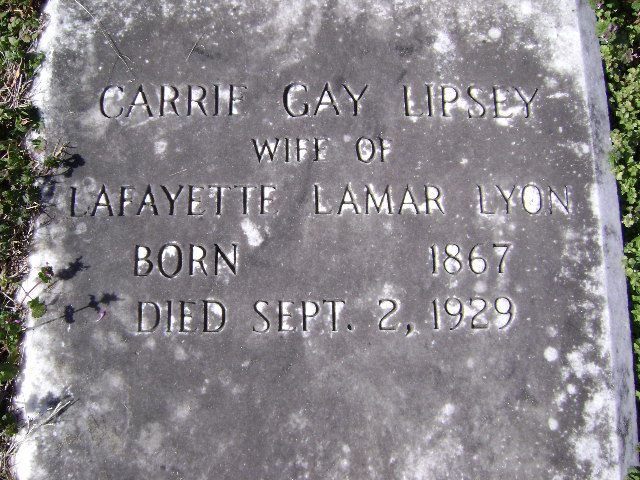 CARRIE GAY LIPSEY
WIFE OF
LAFAYETTE LAMAR LYON
BORN 1867
DIED SEPT. 2, 1929